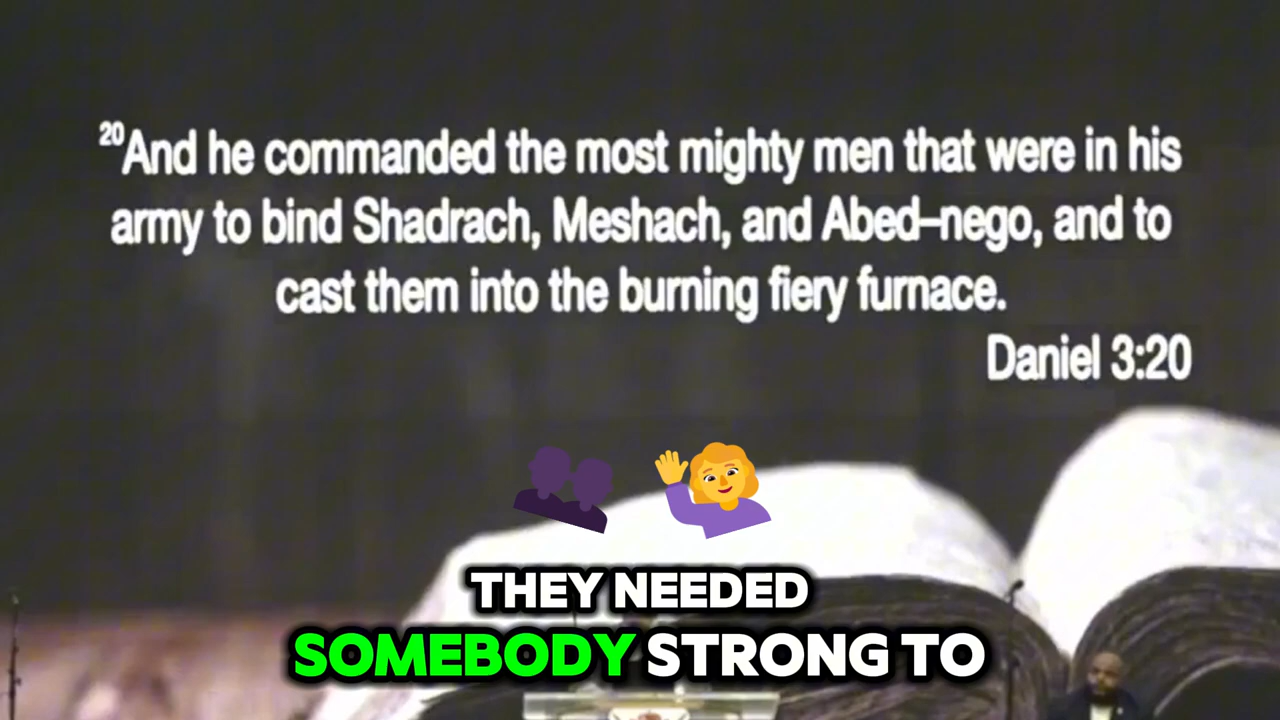 20And he commanded the most mighty men that were in his
army to bind Shadrach, Meshach, and Abed–nego, and to
cast them into the burning fiery furnace.
Daniel 3:20
THEY NEEDED
SOMEBODY STRONG TO